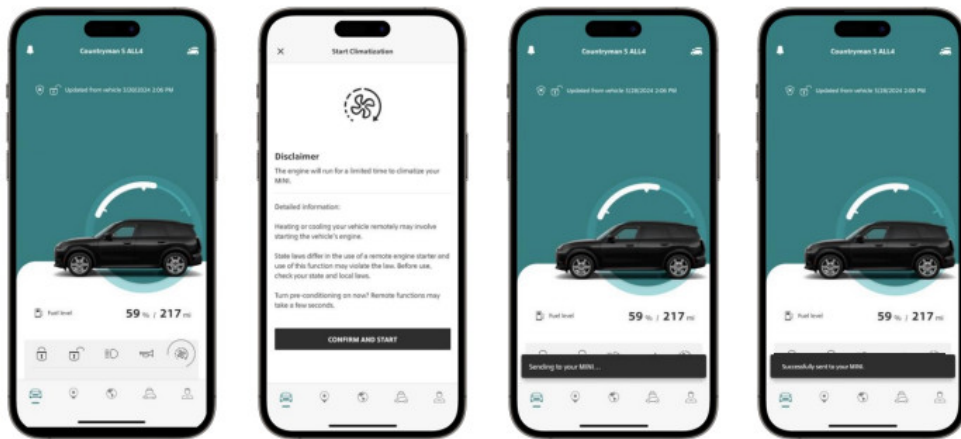 Countryman S ALL4
Updated from vehicle 5/28/2024 2:06 PM
Fuel level 59 % / 217 mi
Start Climatization
Disclaimer
The engine will run for a limited time to climatize your
MINI.
Detailed information:
Heating or cooling your vehicle remotely may involve
starting the vehicle's engine.
State laws differ in the use of a remote engine starter and
use of this function may violate the law. Before use,
check your state and local laws.
Turn pre-conditioning on now? Remote functions may
take a few seconds.
CONFIRM AND START
Countryman S ALL4
Updated from vehicle 5/28/2024 2:06 PM
Fuel level 59 % / 217 mi
Sending to your MINI...
Countryman S ALL4
Updated from vehicle 5/28/2024 2:06 PM
Fuel level 59 % / 217 mi
Successfully sent to your MINI.